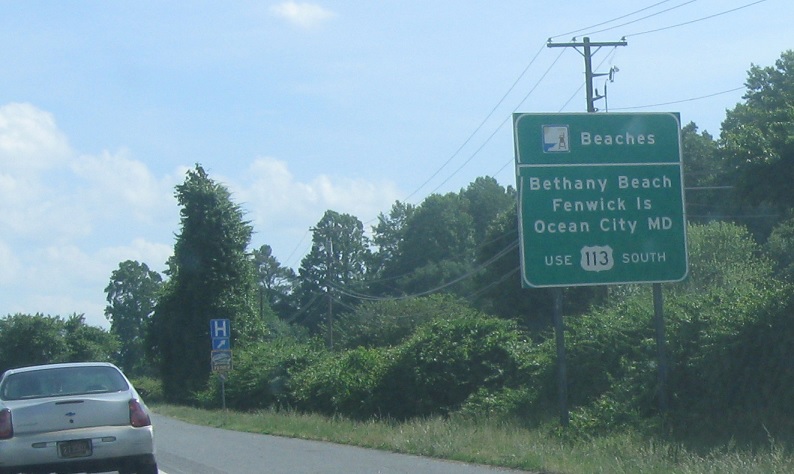 Beaches
Bethany Beach
Fenwick Is
Ocean City MD
USE 113 SOUTH
H